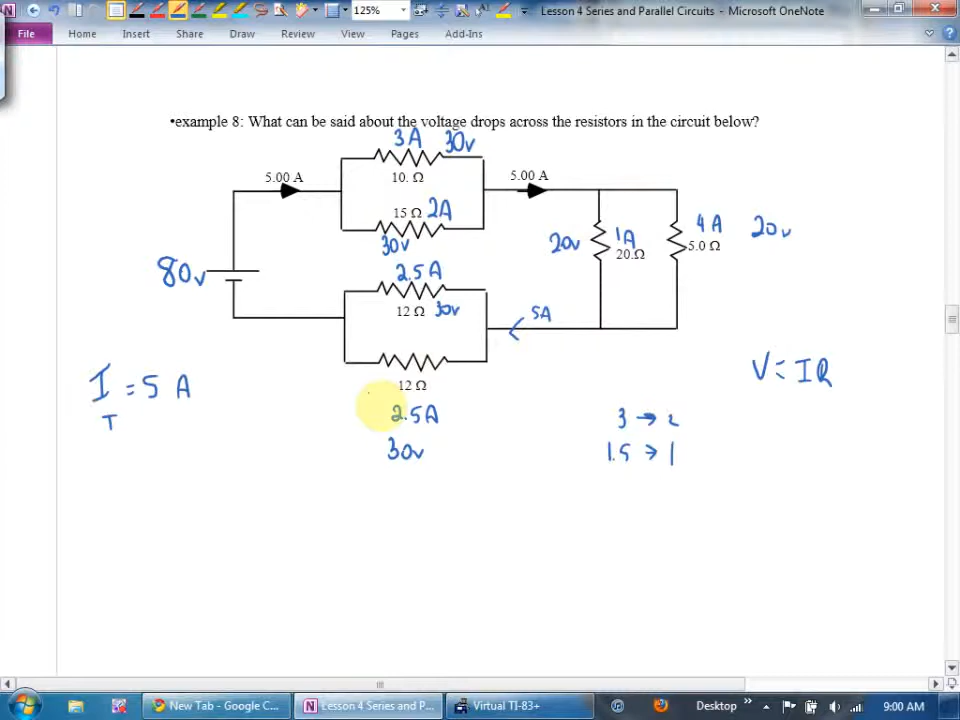 Lesson 4 Series and Parallel Circuits - Microsoft OneNote
125%
File Home Insert Share Draw Review View Pages Add-Ins
•example 8: What can be said about the voltage drops across the resistors in the circuit below?
3A 30v
5.00 A
10. Ω
5.00 A
15 Ω 2A
30v
4A 20v
20v 1A
20.Ω
5.0 Ω
80v
2.5A
12 Ω 30v
5A
I = 5 A
T
12 Ω
2.5A
30v
V = IR
3 → 2
1.5 → 1
New Tab - Google C...
Lesson 4 Series and P...
Virtual TI-83+
Desktop
9:00 AM